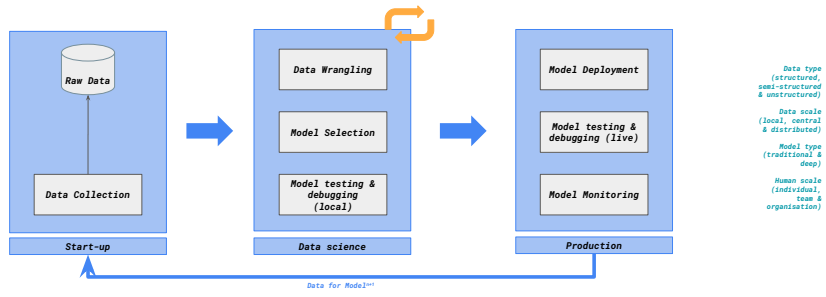 Raw Data
Data Collection
Start-up
Data Wrangling
Model Selection
Model testing &
debugging
(local)
Data science
Model Deployment
Model testing &
debugging (live)
Model Monitoring
Production
Data for Modelⁿ⁺¹
Data type
(structured,
semi-structured
& unstructured)
Data scale
(local, central
& distributed)
Model type
(traditional &
deep)
Human scale
(individual,
team &
organisation)